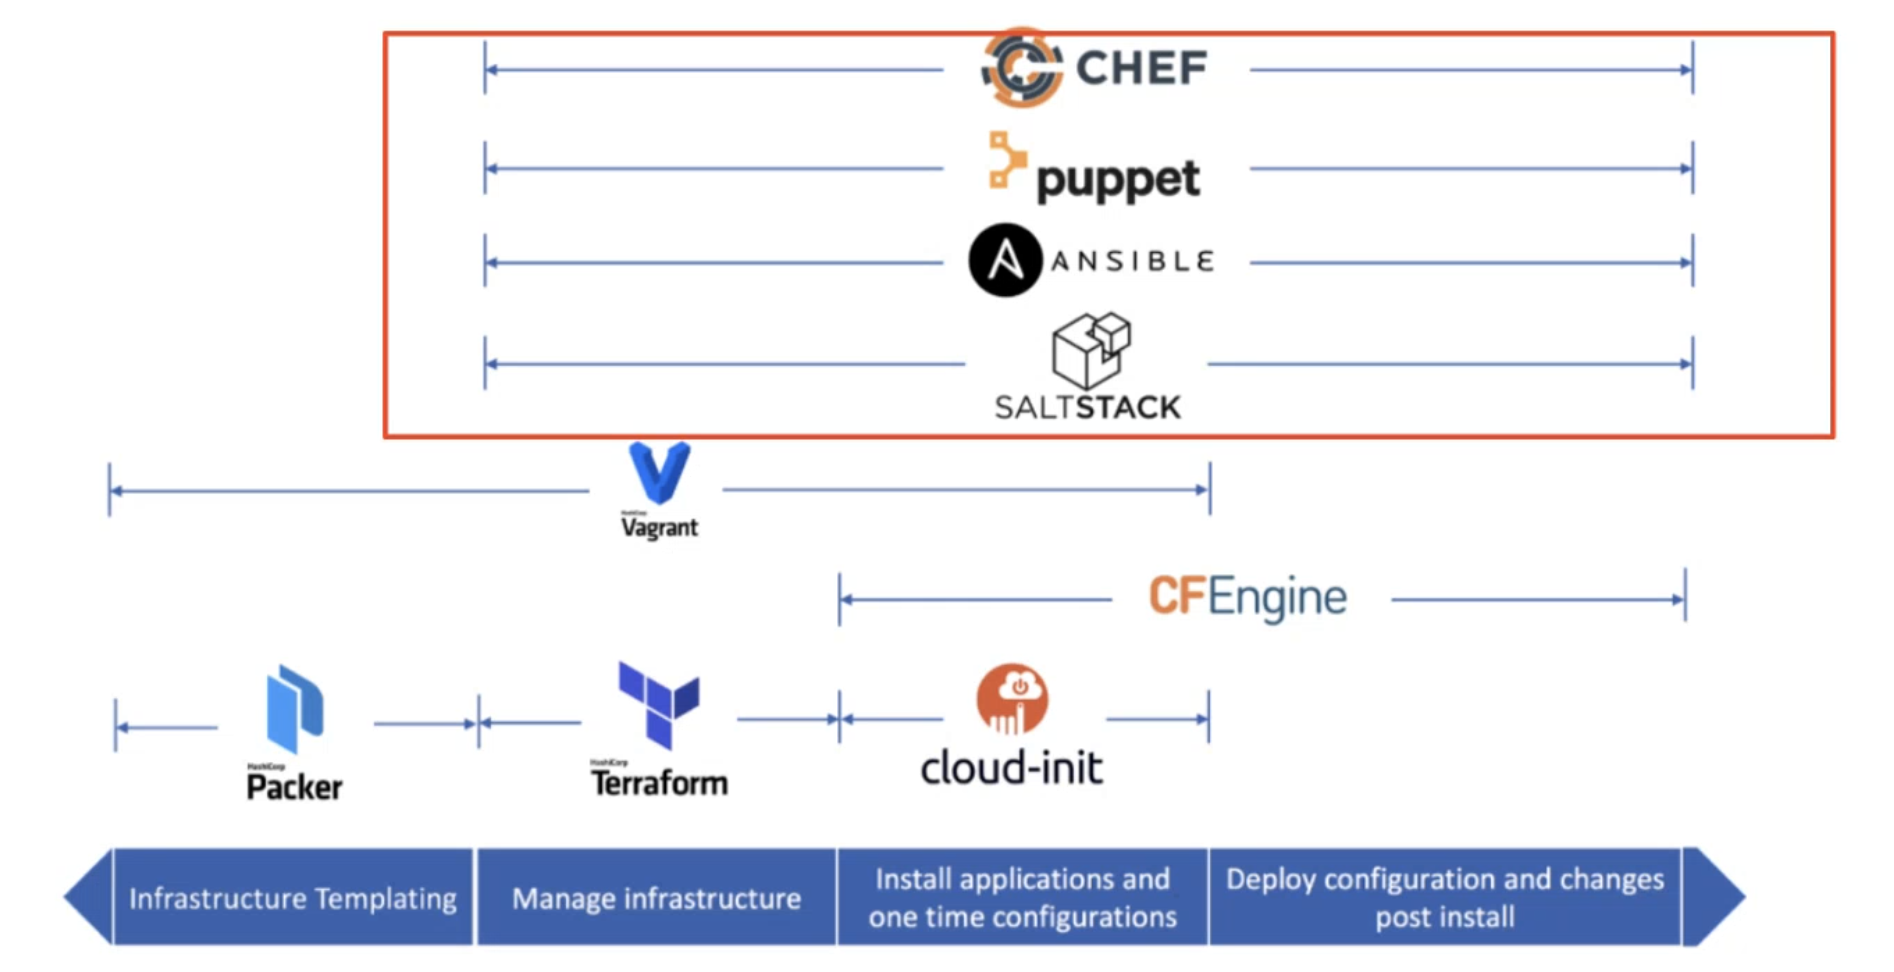 CHEF
puppet
ANSIBLE
SALTSTACK
HashiCorp
Vagrant
CFEngine
HashiCorp
Packer
HashiCorp
Terraform
cloud-init
Infrastructure Templating
Manage infrastructure
Install applications and
one time configurations
Deploy configuration and changes
post install